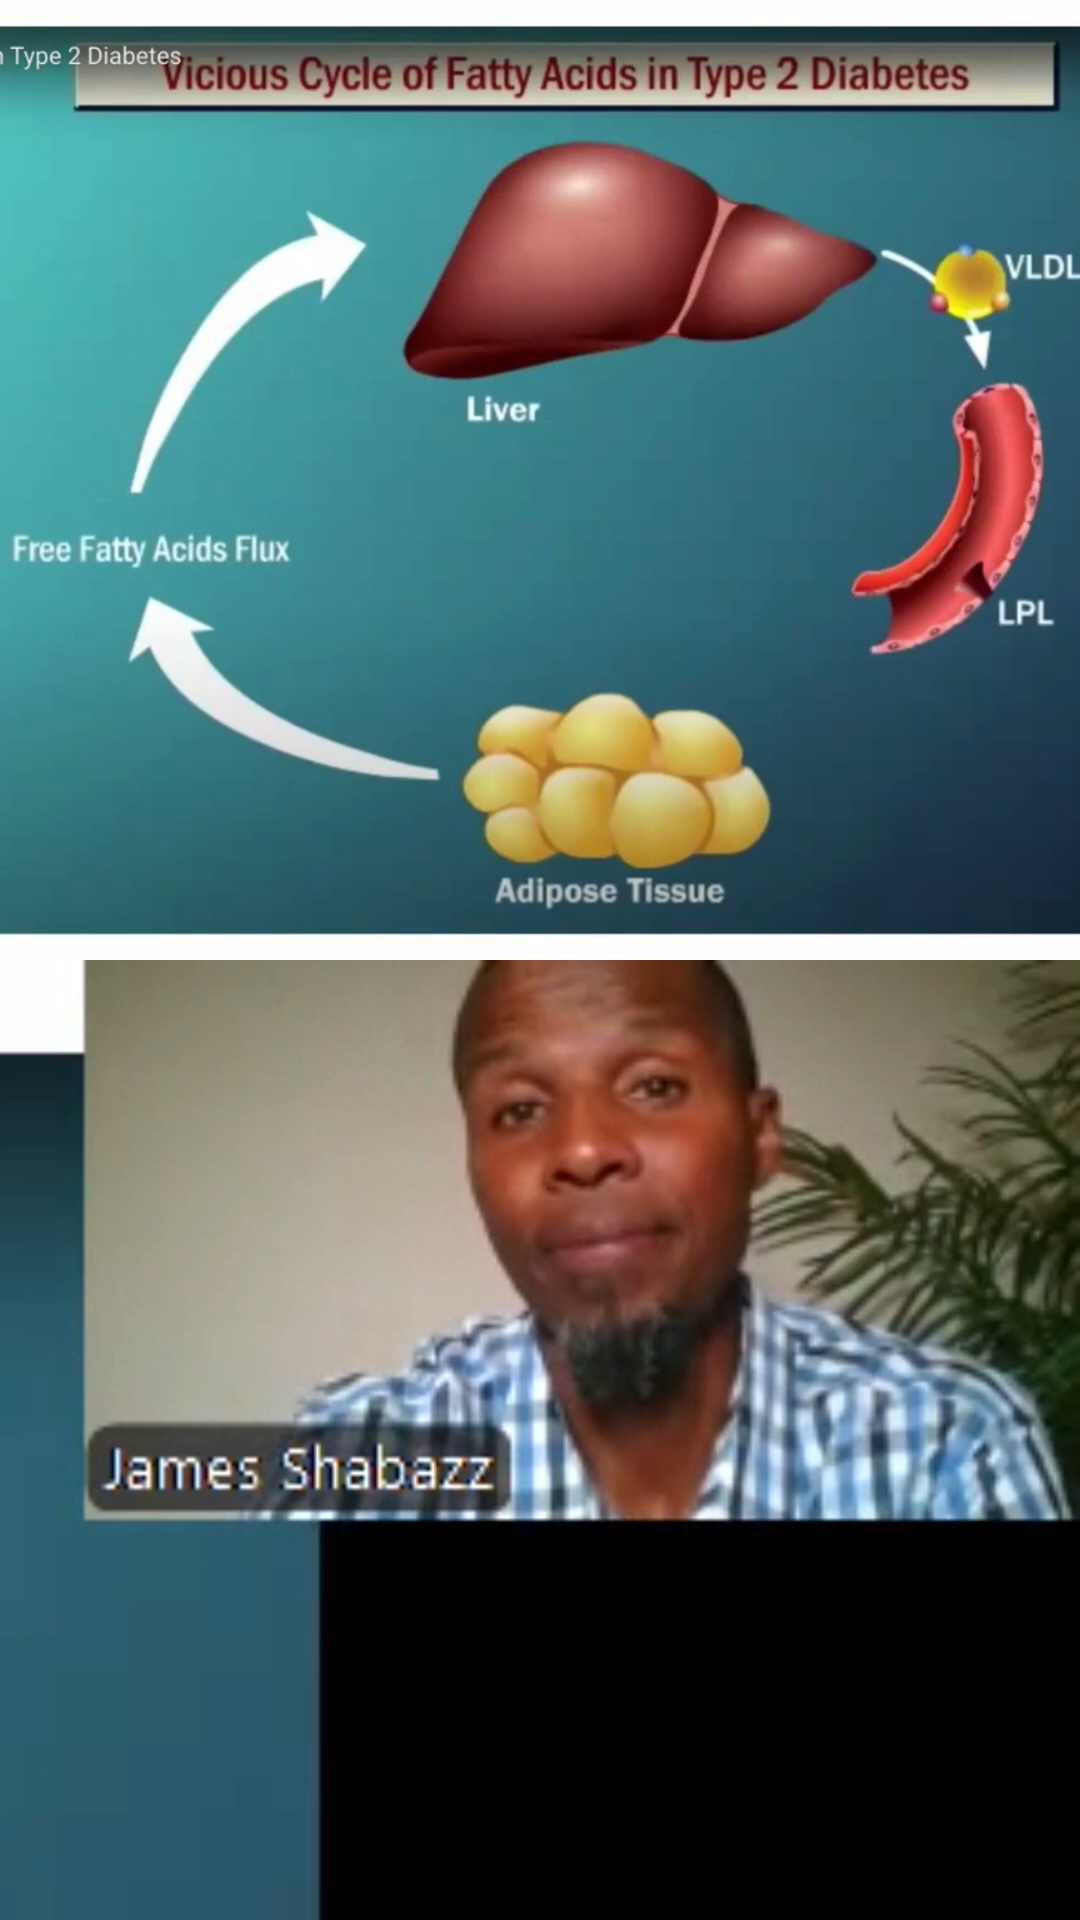 Type 2 Diabetes
Vicious Cycle of Fatty Acids in Type 2 Diabetes
VLDL
Liver
Free Fatty Acids Flux
LPL
Adipose Tissue
James Shabazz